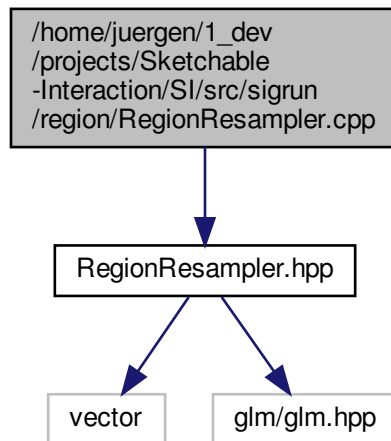 /home/juergen/1_dev
/projects/Sketchable
-Interaction/SI/src/sigrun
/region/RegionResampler.cpp
RegionResampler.hpp
vector
glm/glm.hpp